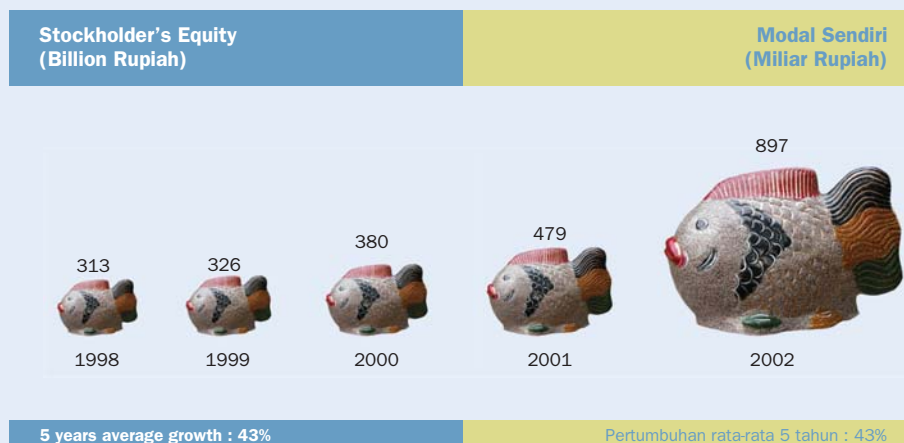 Stockholder's Equity
(Billion Rupiah)
Modal Sendiri
(Miliar Rupiah)
313
326
380
479
897
1998
1999
2000
2001
2002
5 years average growth : 43%
Pertumbuhan rata-rata 5 tahun : 43%